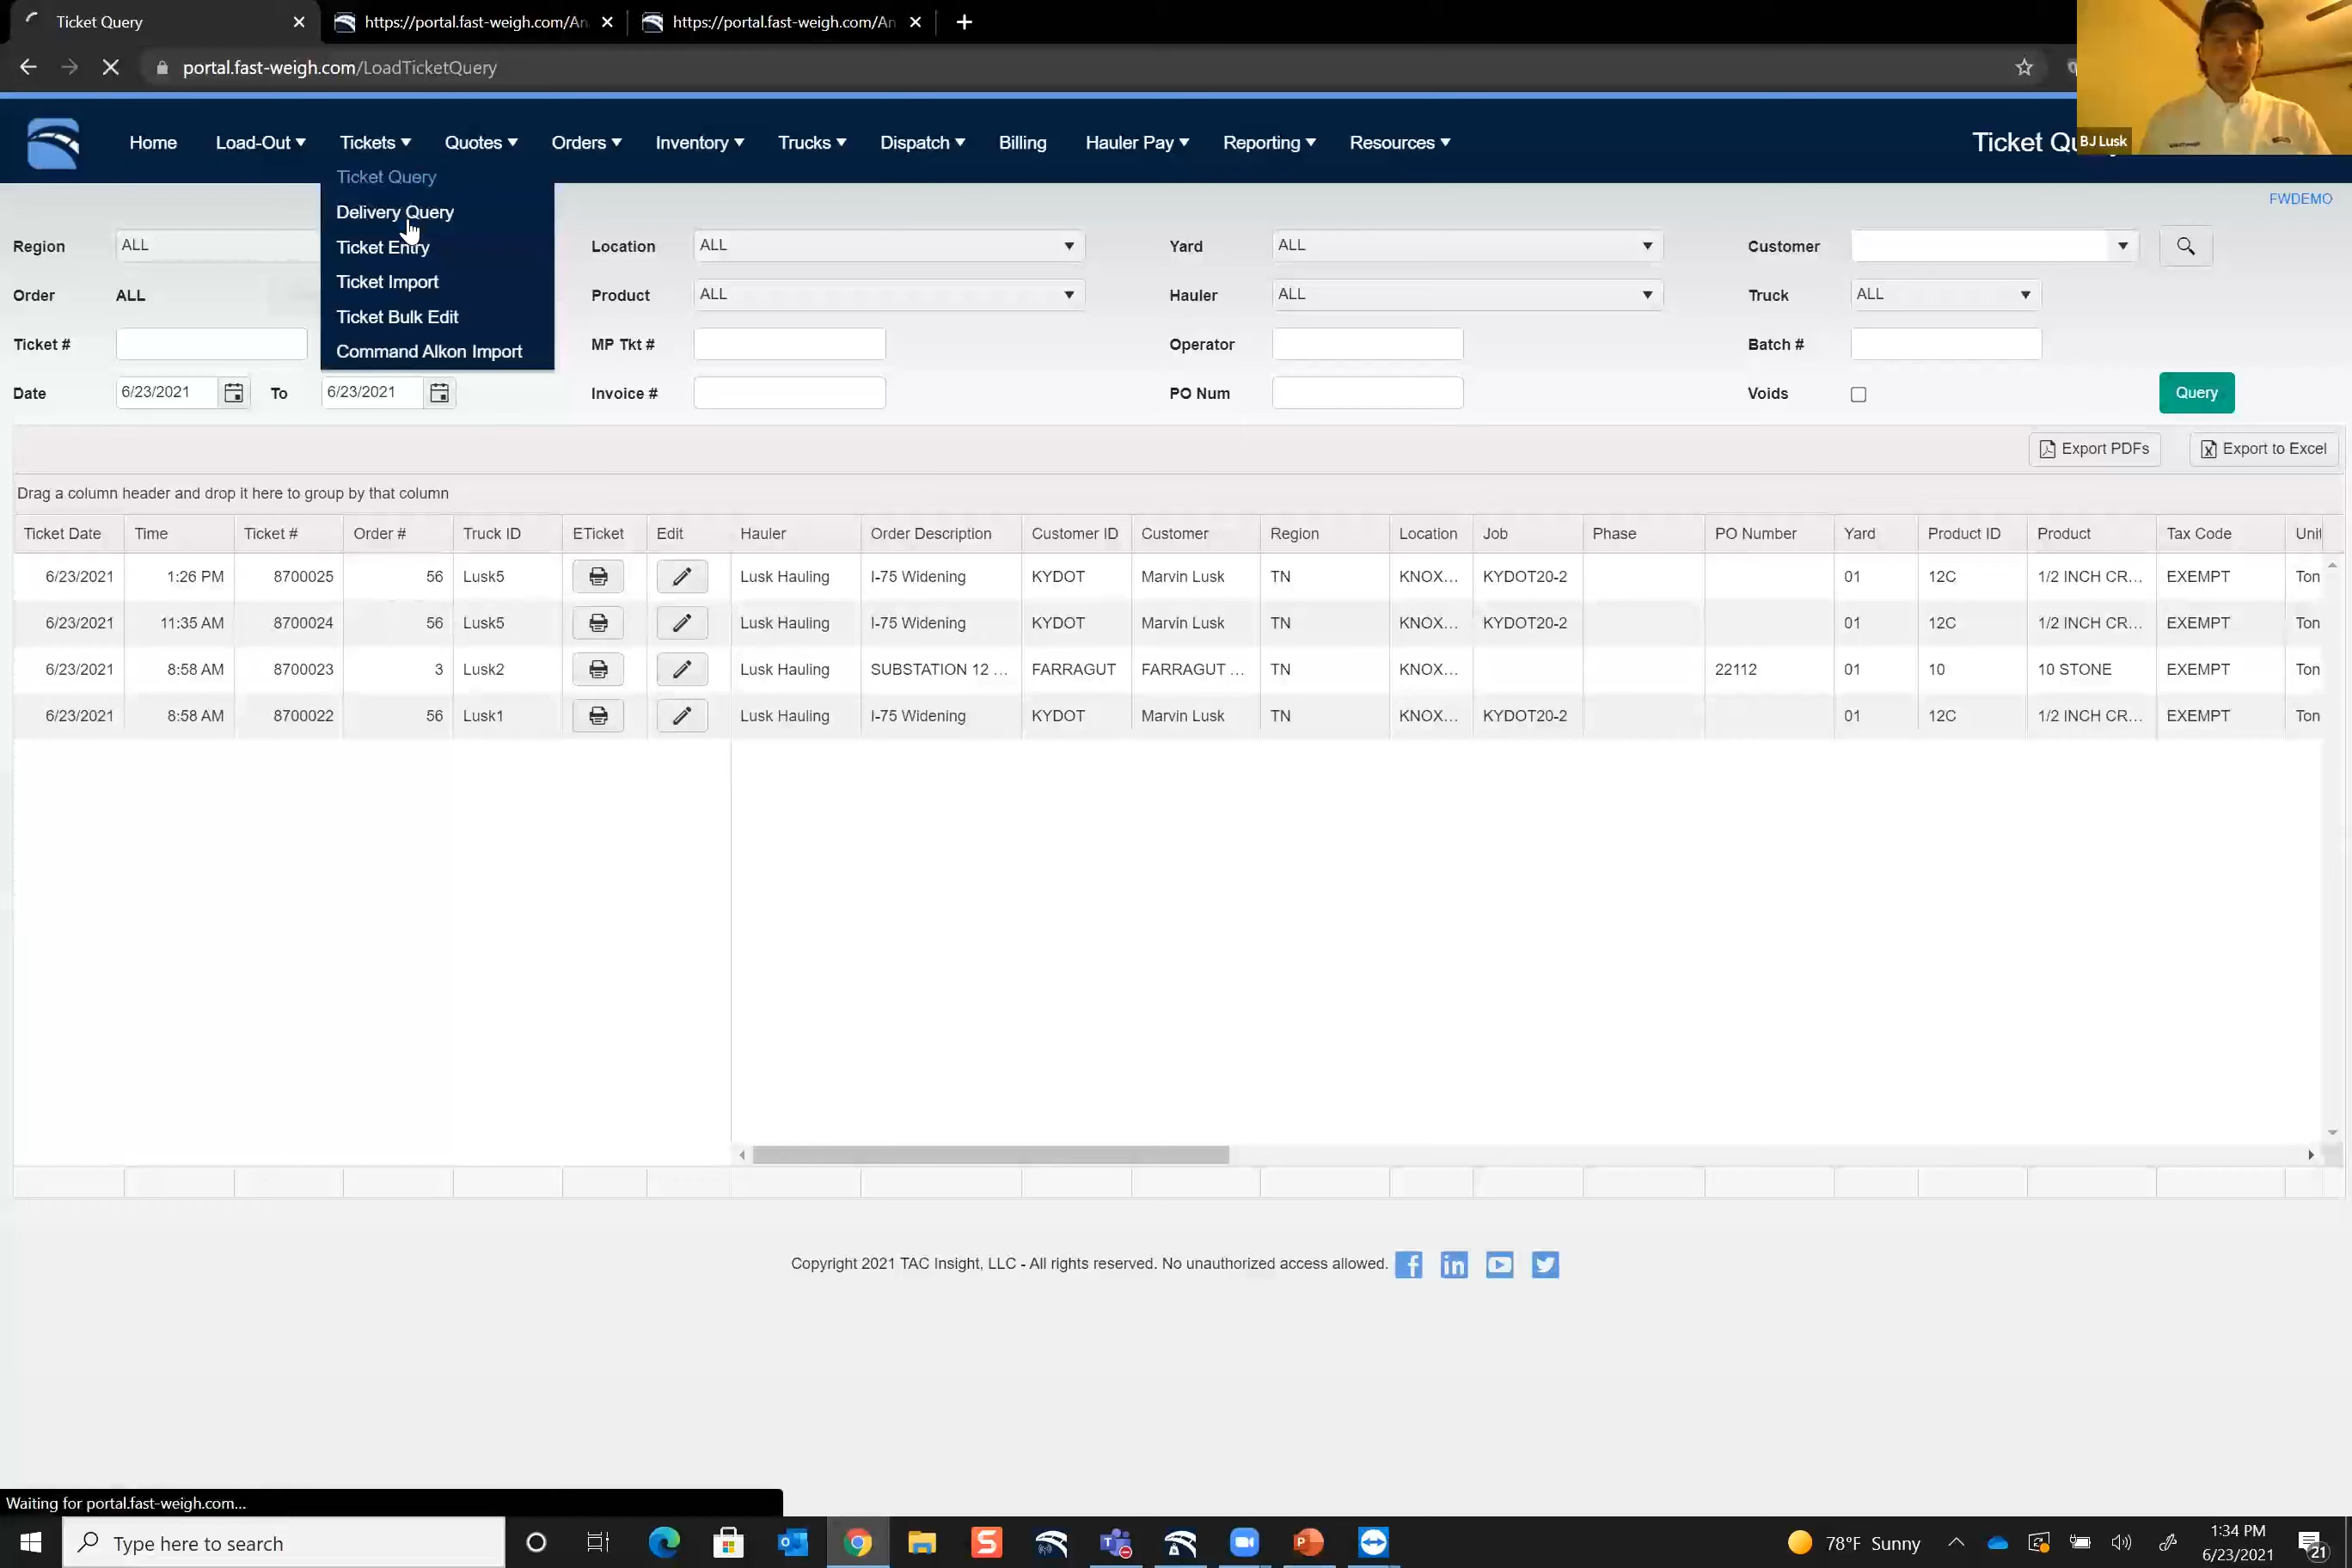 Ticket Query
https://portal.fast-weigh.com/An
https://portal.fast-weigh.com/An
portal.fast-weigh.com/LoadTicketQuery
Home Load-Out Tickets Quotes Orders Inventory Trucks Dispatch Billing Hauler Pay Reporting Resources
BJ Lusk
FWDEMO
Ticket Query
Delivery Query
Ticket Entry
Ticket Import
Ticket Bulk Edit
Command Alkon Import
Region ALL Location ALL Yard ALL Customer
Order ALL Product ALL Hauler ALL Truck ALL
Ticket # MP Tkt # Operator Batch #
Date 6/23/2021 To 6/23/2021 Invoice # PO Num Voids Query
Export PDFs Export to Excel
Drag a column header and drop it here to group by that column
Ticket Date Time Ticket # Order # Truck ID ETicket Edit Hauler Order Description Customer ID Customer Region Location Job Phase PO Number Yard Product ID Product Tax Code Unit
6/23/2021 1:26 PM 8700025 56 Lusk5 Lusk Hauling I-75 Widening KYDOT Marvin Lusk TN KNOX... KYDOT20-2 01 12C 1/2 INCH CR... EXEMPT Ton
6/23/2021 11:35 AM 8700024 56 Lusk5 Lusk Hauling I-75 Widening KYDOT Marvin Lusk TN KNOX... KYDOT20-2 01 12C 1/2 INCH CR... EXEMPT Ton
6/23/2021 8:58 AM 8700023 3 Lusk2 Lusk Hauling SUBSTATION 12 ... FARRAGUT FARRAGUT ... TN KNOX... 22112 01 10 10 STONE EXEMPT Ton
6/23/2021 8:58 AM 8700022 56 Lusk1 Lusk Hauling I-75 Widening KYDOT Marvin Lusk TN KNOX... KYDOT20-2 01 12C 1/2 INCH CR... EXEMPT Ton
Copyright 2021 TAC Insight, LLC - All rights reserved. No unauthorized access allowed.
Waiting for portal.fast-weigh.com...
Type here to search
78°F Sunny
1:34 PM
6/23/2021
21